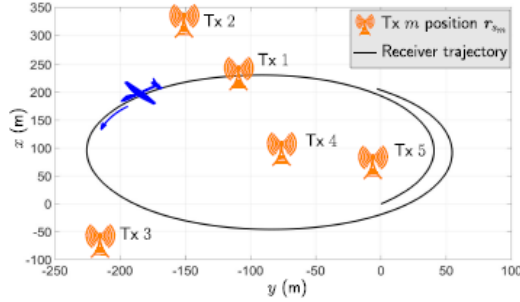 Tx 2
Tx m position r_{s_m}
Receiver trajectory
Tx 1
Tx 4
Tx 5
Tx 3
x (m)
350
300
250
200
150
100
50
0
-50
-100
-250 -200 -150 -100 -50 0 50 100
y (m)